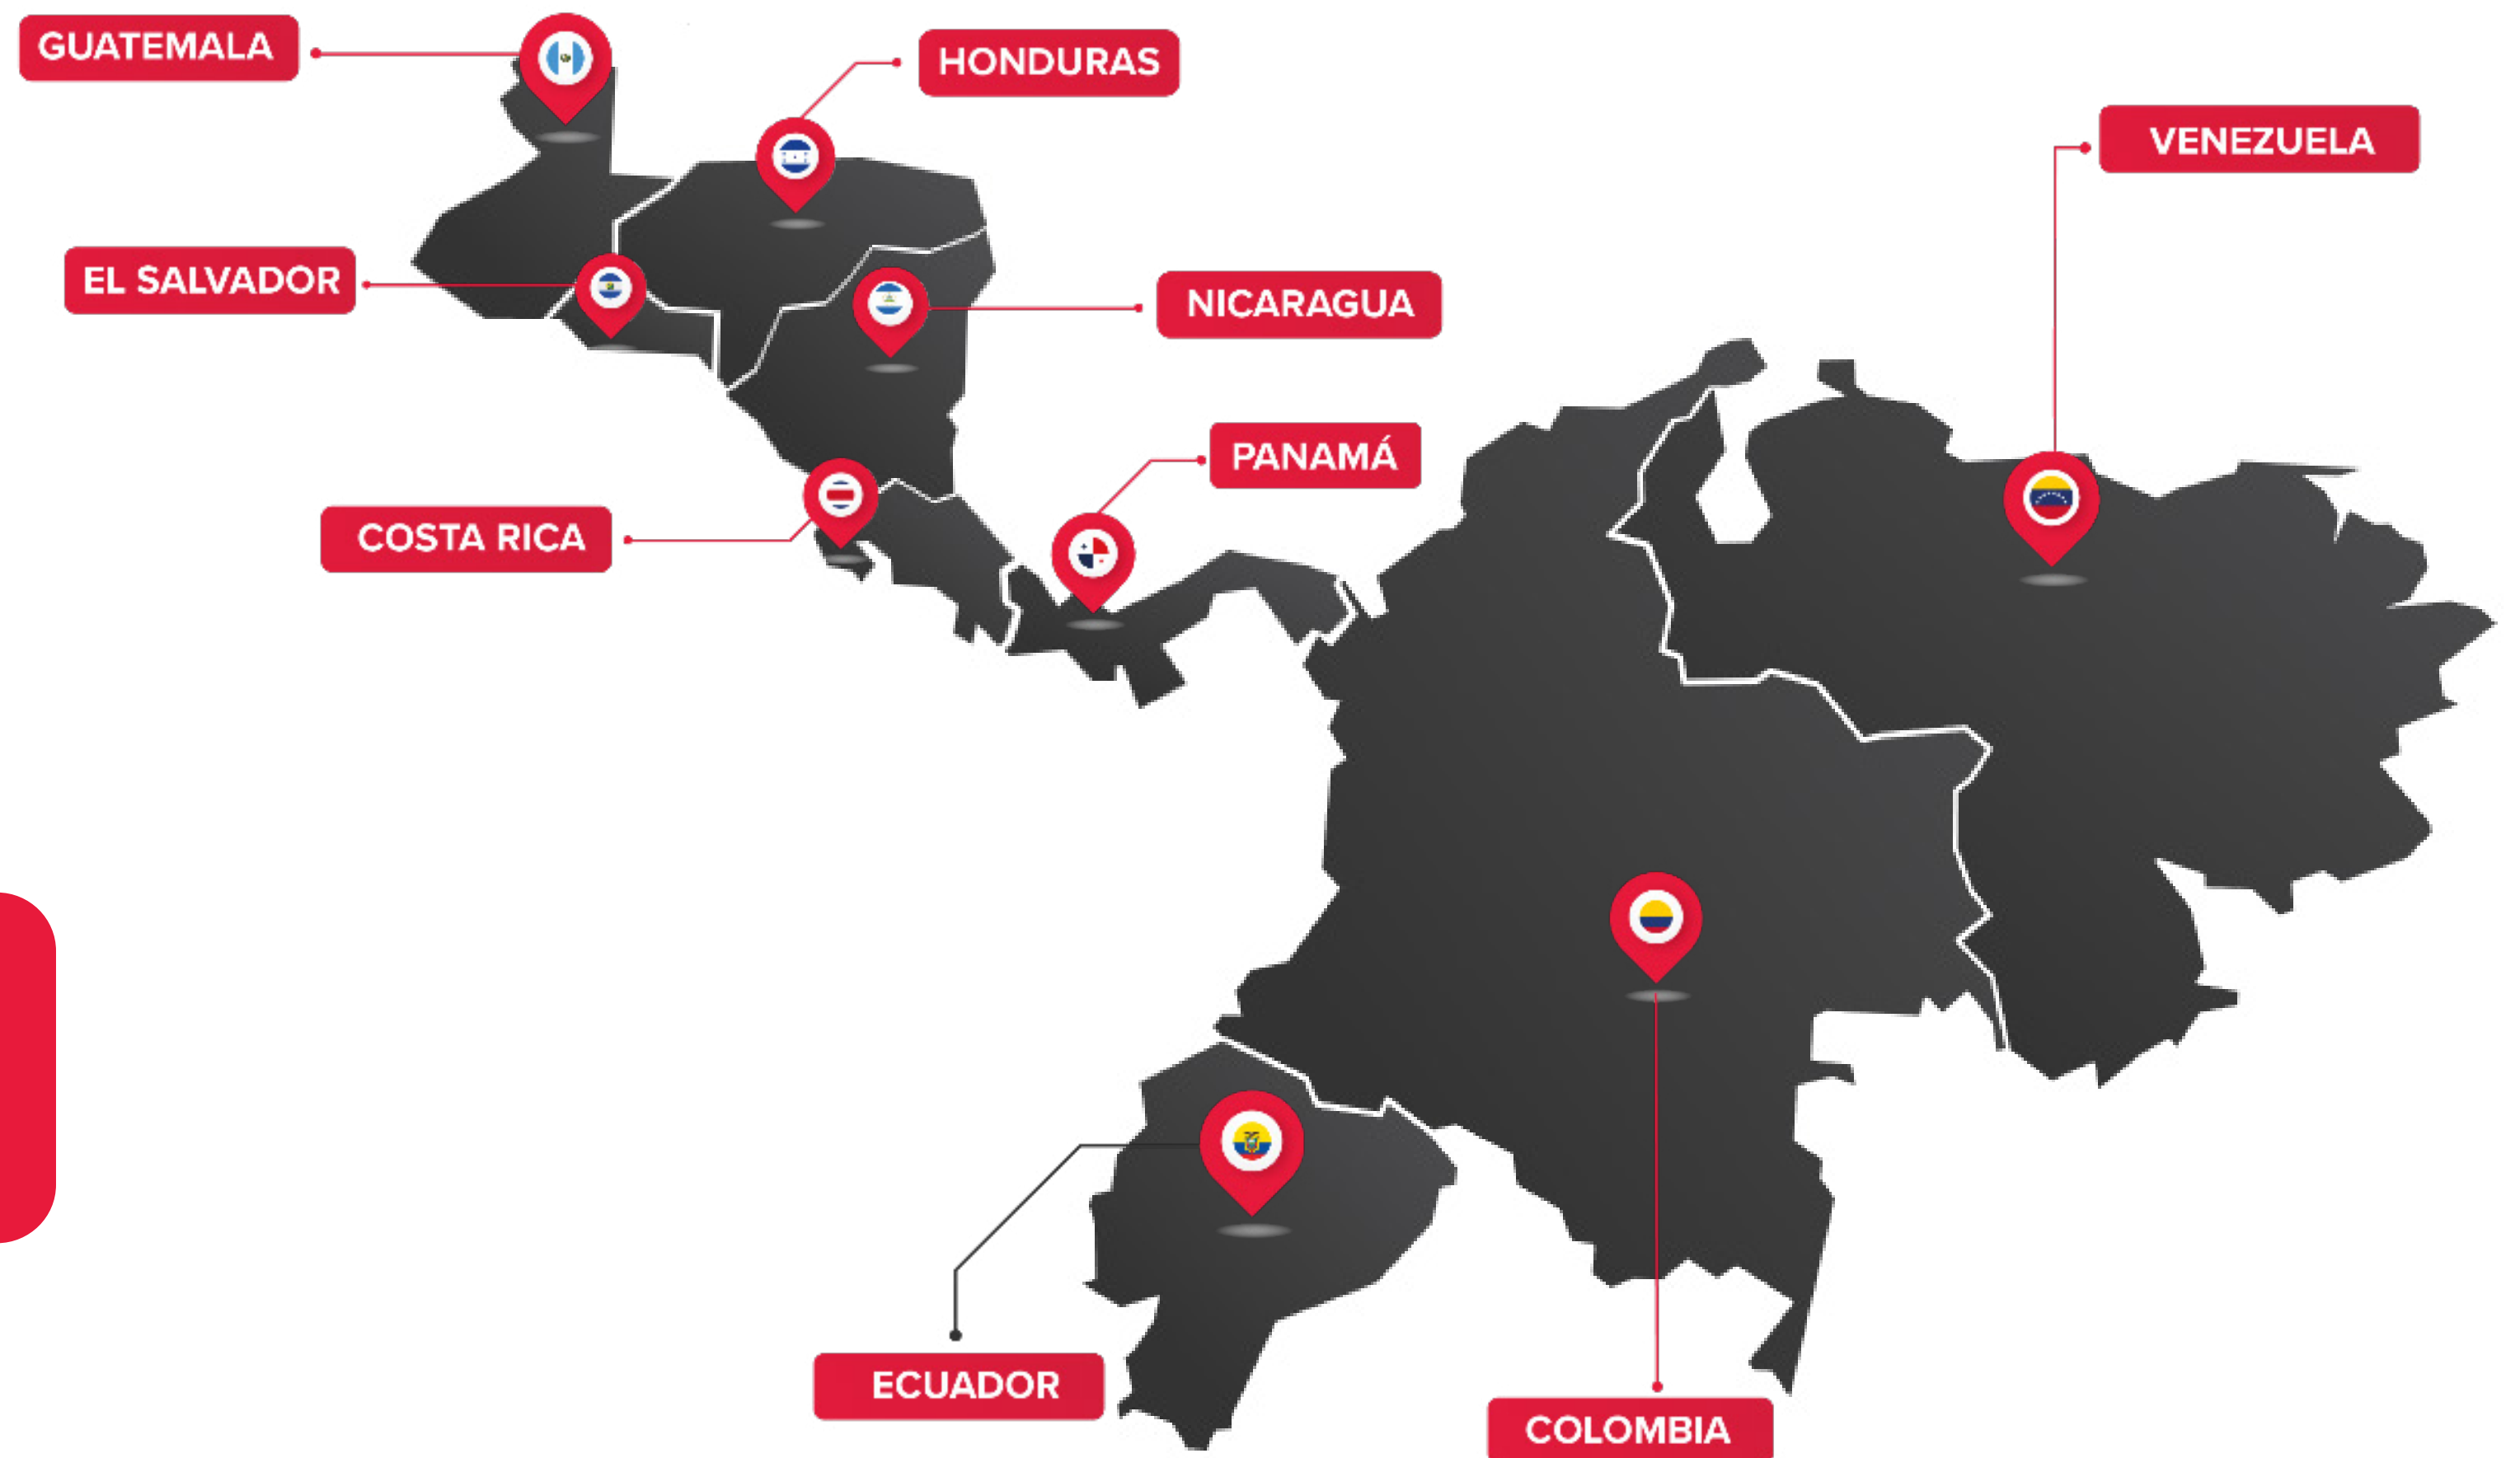 GUATEMALA
HONDURAS
VENEZUELA
EL SALVADOR
NICARAGUA
PANAMÁ
COSTA RICA
ECUADOR
COLOMBIA